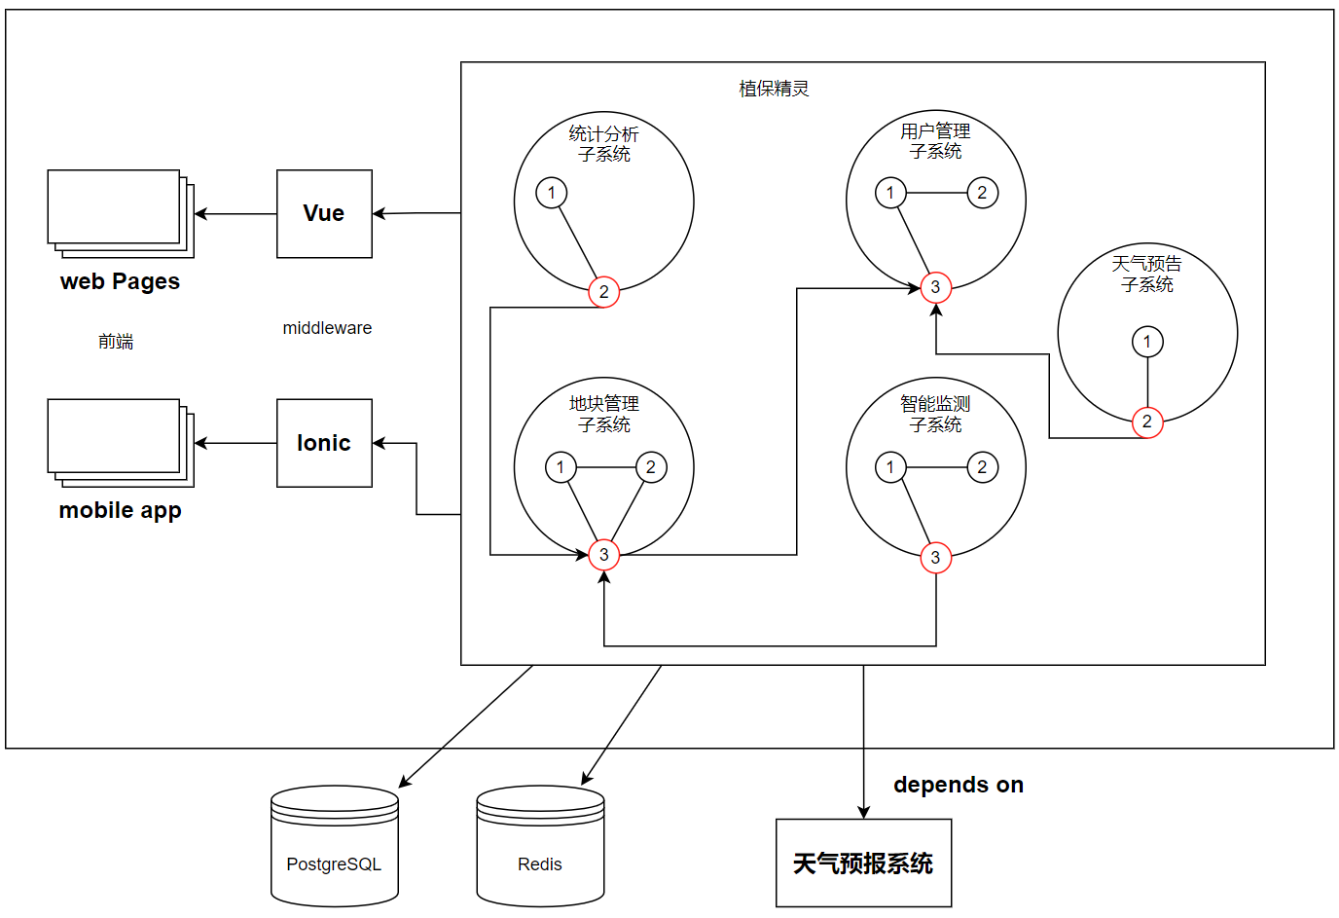 植保精灵
统计分析
子系统
1
2
用户管理
子系统
1
2
3
天气预告
子系统
1
2
Vue
web Pages
前端
middleware
Ionic
mobile app
地块管理
子系统
1
2
3
智能监测
子系统
1
2
3
depends on
PostgreSQL
Redis
天气预报系统